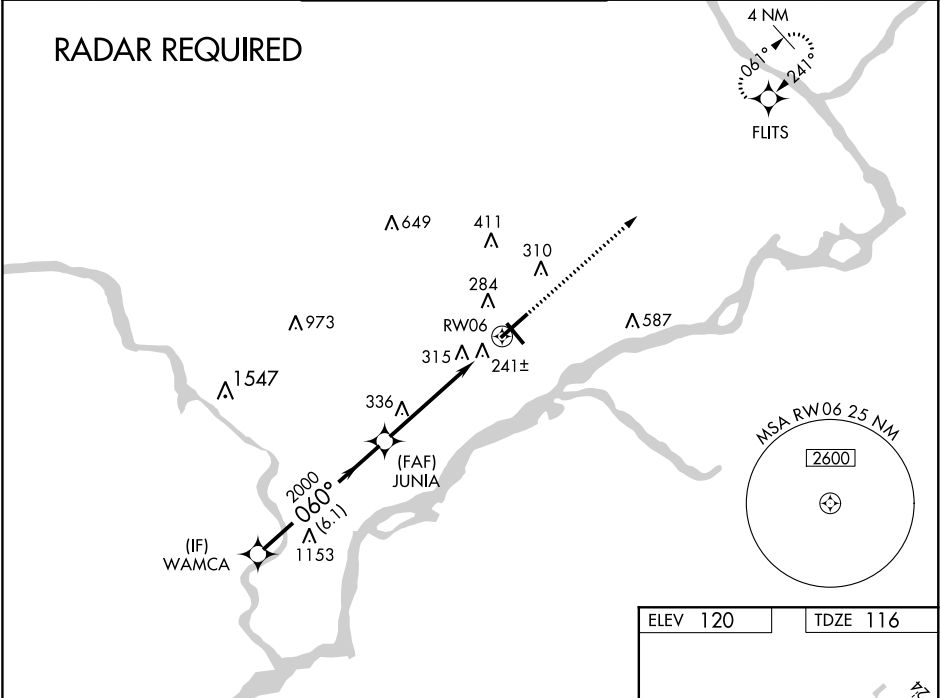 RADAR REQUIRED
4 NM
061°
241°
FLITS
649
411
310
284
RW06
973
587
315
241±
1547
336
(FAF)
JUNIA
MSA RW06 25 NM
2600
2000
060°
(6.1)
(IF)
WAMCA
1153
ELEV 120
TDZE 116
24